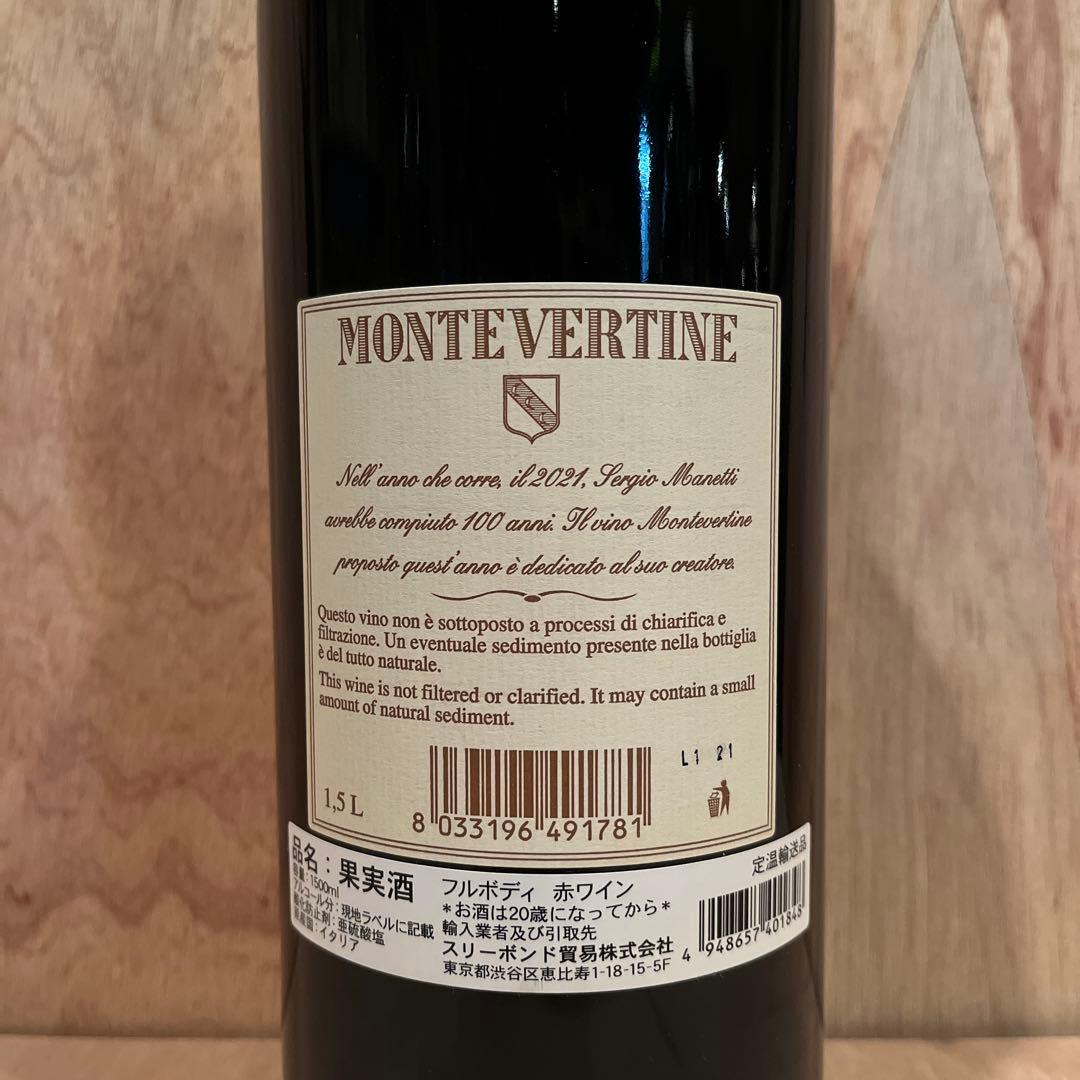 MONTEVERTINE
Nell'anno che corre, il 2021, Sergio Manetti
avrebbe compiuto 100 anni. Il vino Montevertine
proposto quest'anno è dedicato al suo creatore.
Questo vino non è sottoposto a processi di chiarifica e
filtrazione. Un eventuale sedimento presente nella bottiglia
è del tutto naturale.
This wine is not filtered or clarified. It may contain a small
amount of natural sediment.
L1 21
1,5 L
8 033196 491781
品名：果実酒
容量：1500ml
アルコール分：現地ラベルに記載
酸化防止剤：亜硫酸塩
原産国：イタリア
フルボディ 赤ワイン
*お酒は20歳になってから*
輸入業者及び引取先
スリーボンド貿易株式会社
東京都渋谷区恵比寿1-18-15-5F
定温輸送品
4 948657 401848